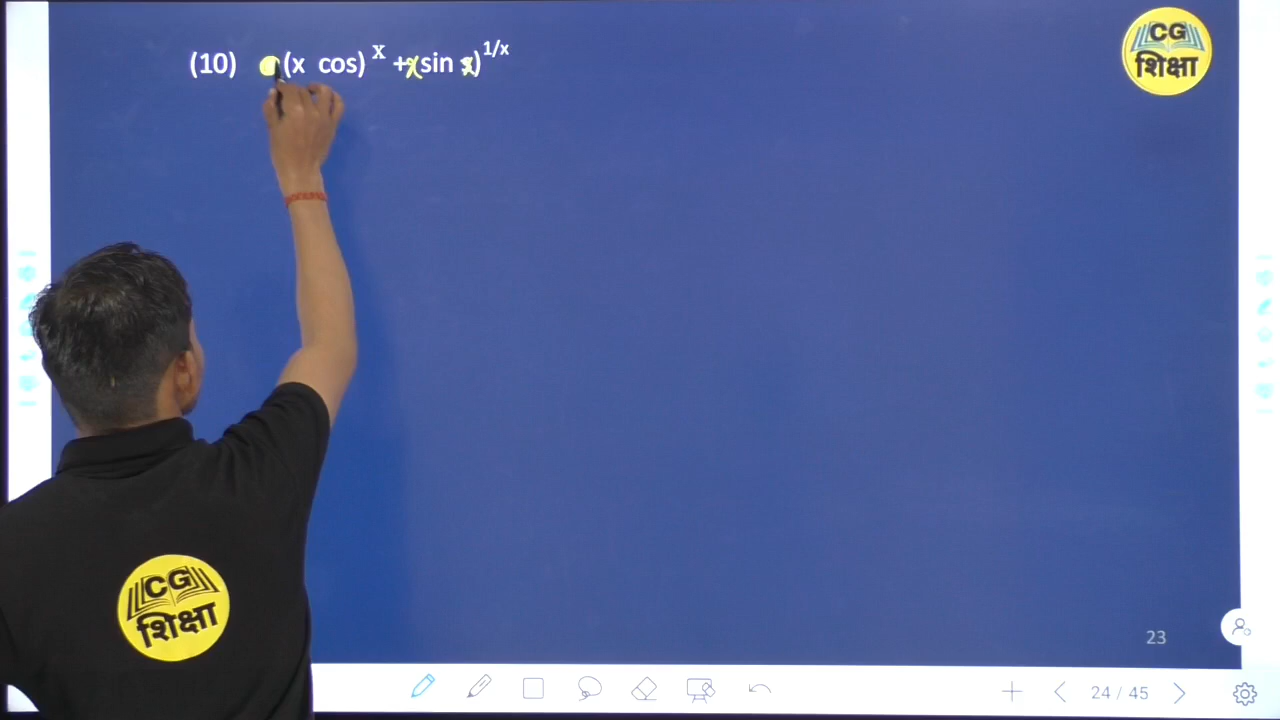 (10) (x cos) x + x sin x) 1/x
CG
शिक्षा
CG
शिक्षा
23
24 / 45